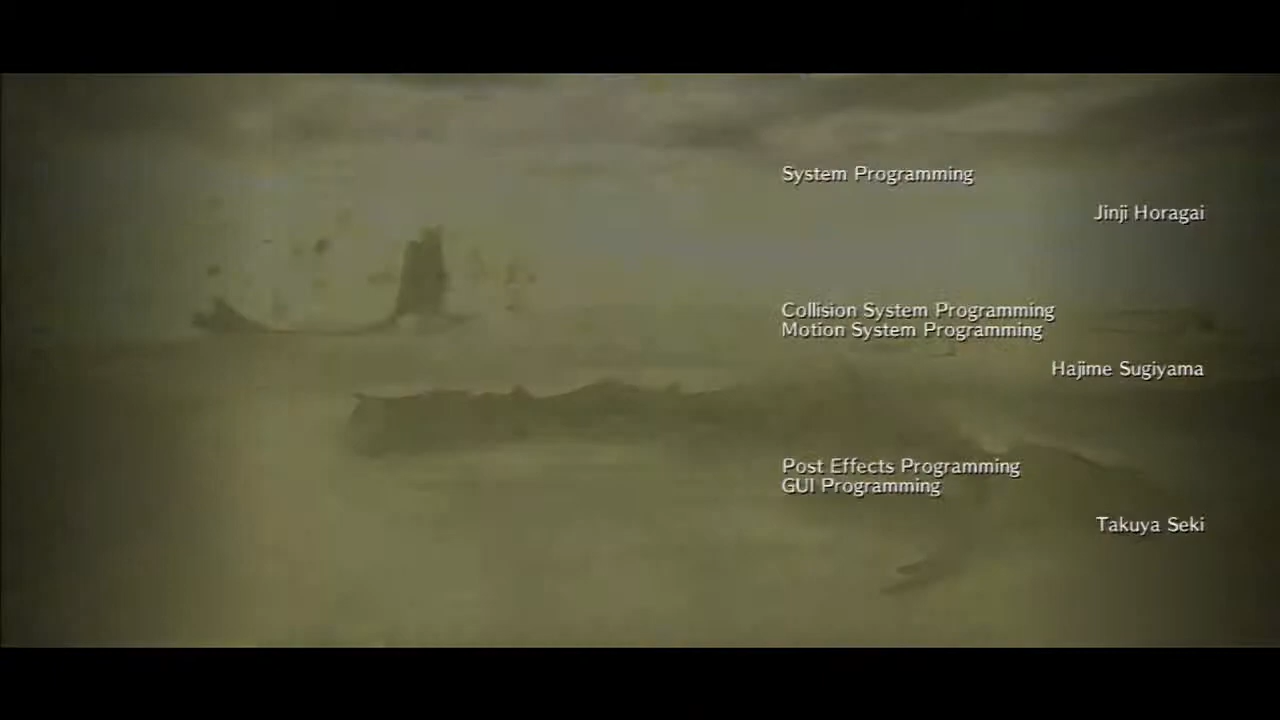 System Programming
Jinji Horagai
Collision System Programming
Motion System Programming
Hajime Sugiyama
Post Effects Programming
GUI Programming
Takuya Seki